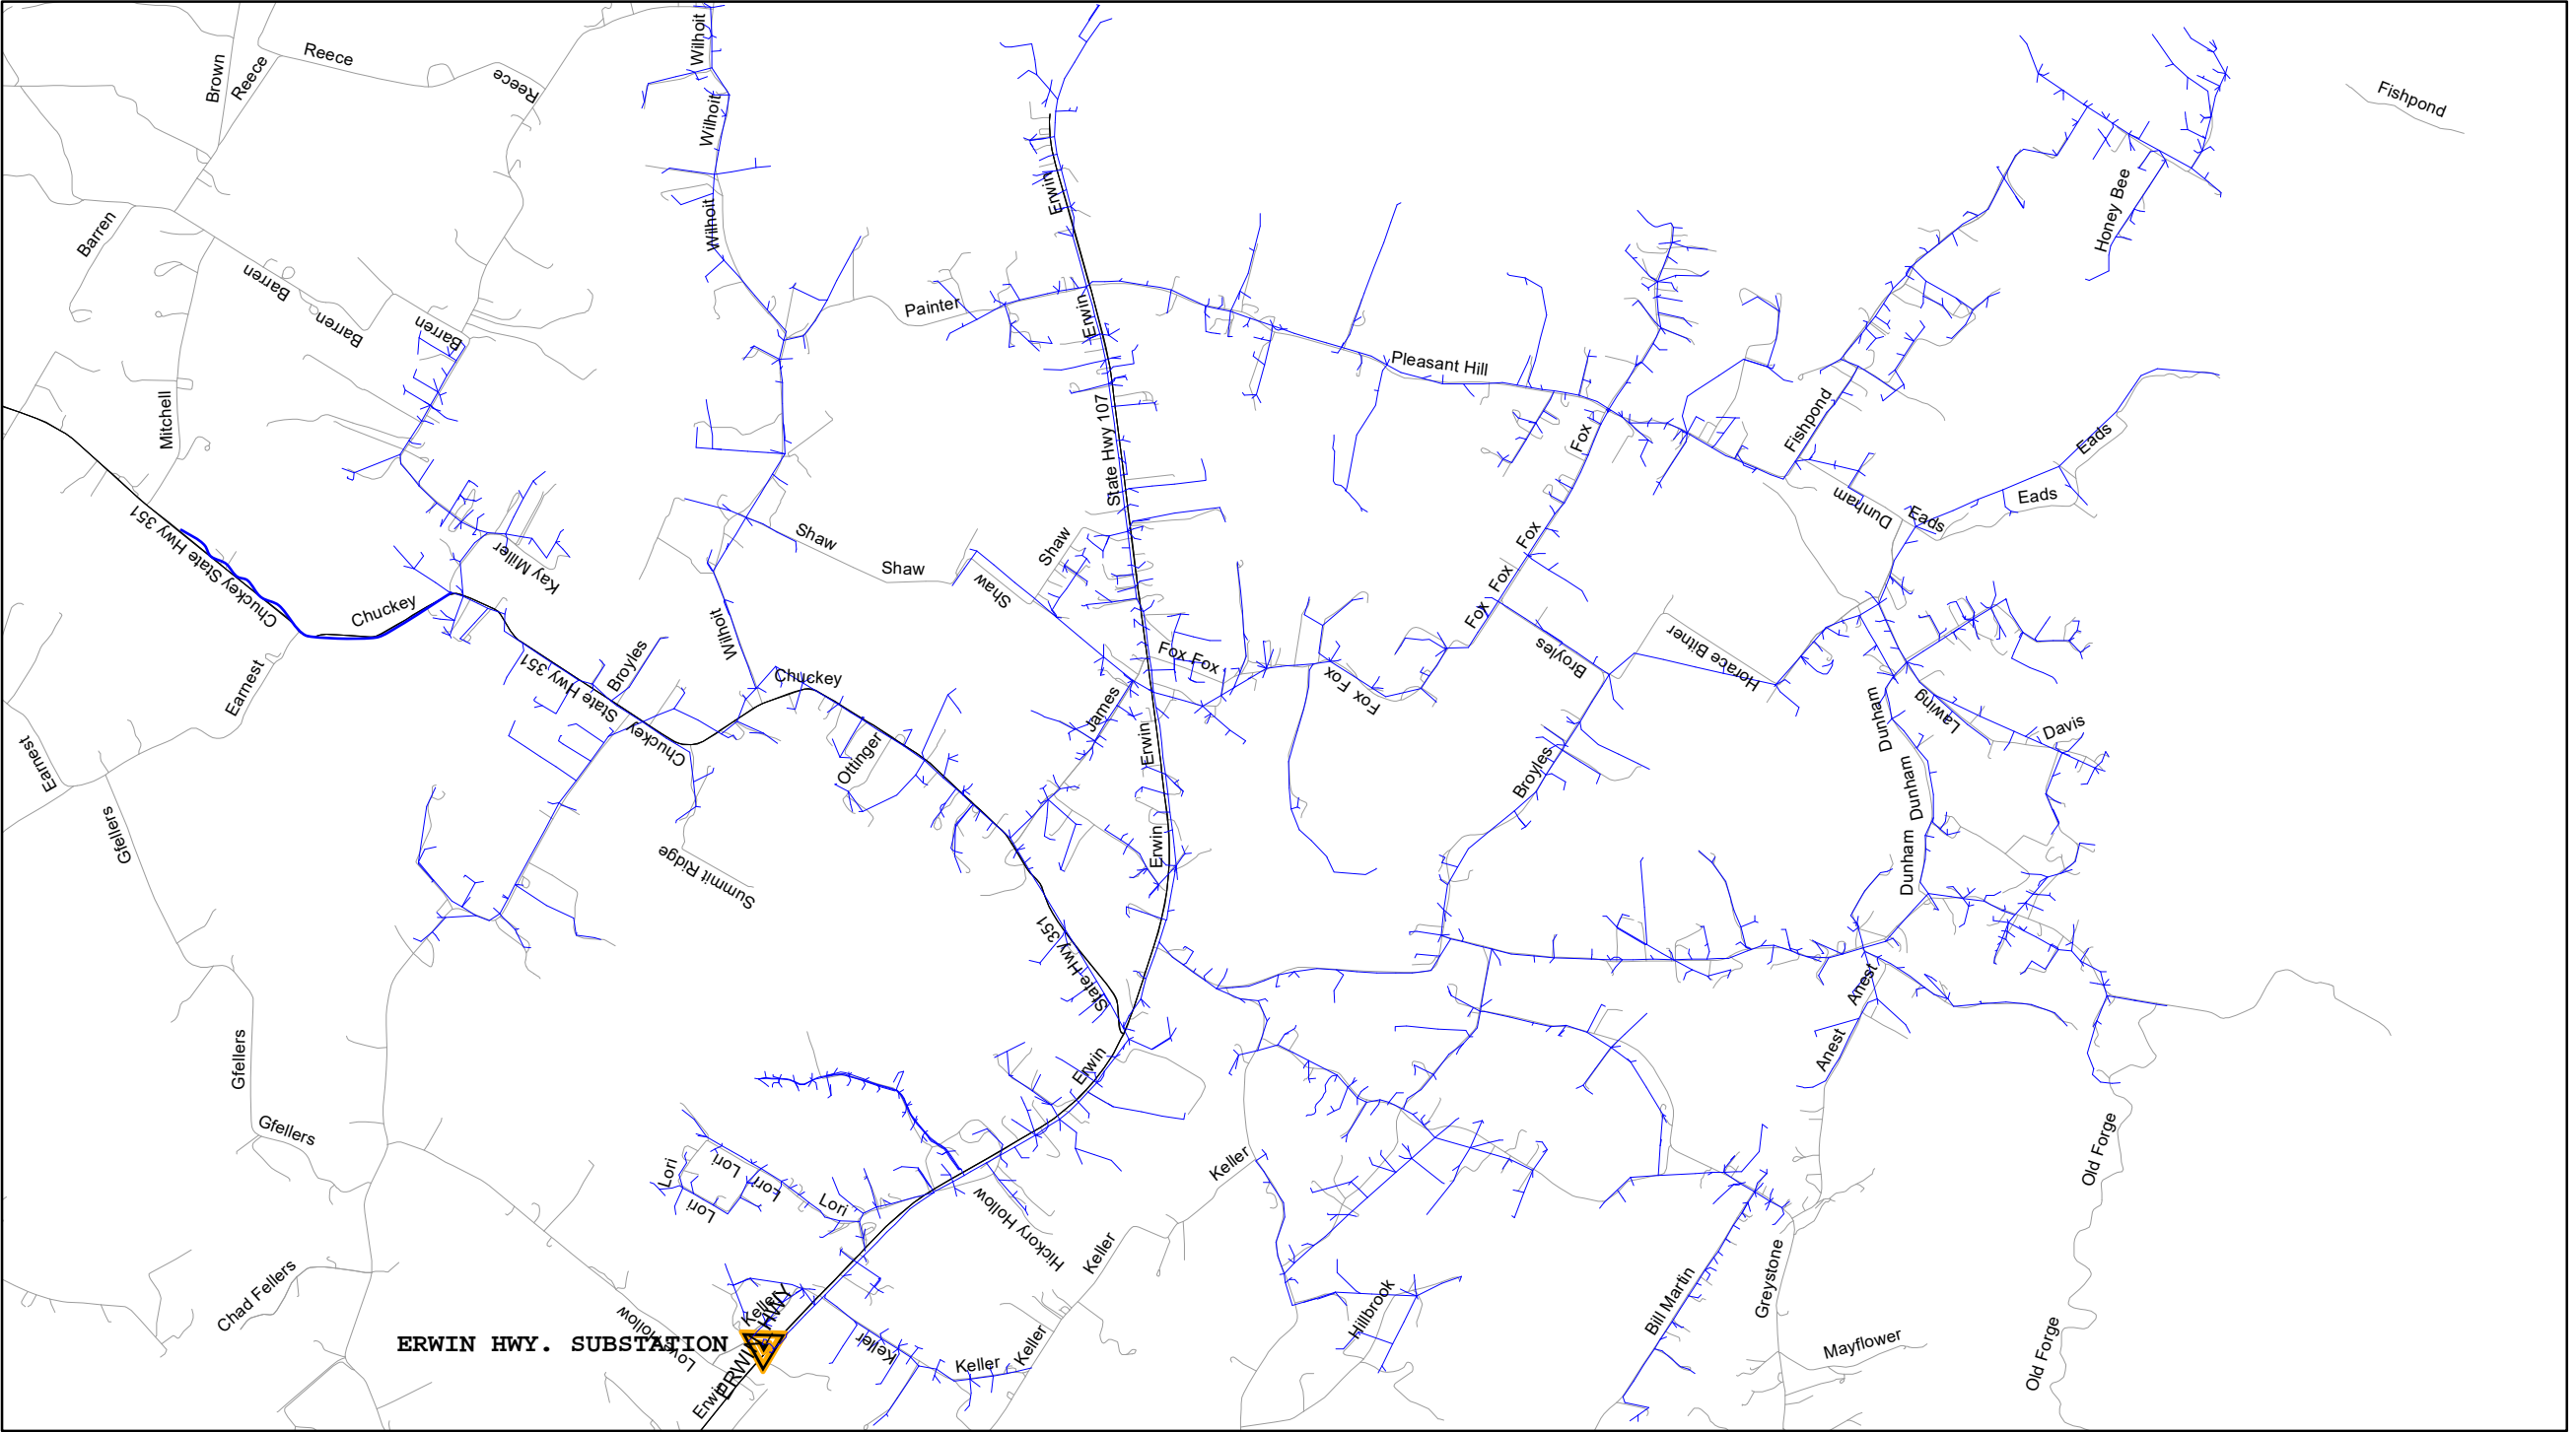 Wilhoit
Brown
Reece
Reece
Reece
Fishpond
Wilhoit
Erwin
Honey Bee
Barren
Wilhoit
Barren
Barren
Barren
Painter
Erwin
Pleasant Hill
Mitchell
State Hwy 107
Fox
Fishpond
Eads
Eads
Dunham
Eads
Chuckey State Hwy 351
Shaw
Shaw
Shaw
Shaw
Fox
Fox
Fox
Kay Miller
Chuckey
Wilhoit
Broyles
Fox Fox
Broyles
Horace Bitner
Earnest
State Hwy 351
Chuckey
Chuckey
James
Fox Fox
Dunham
Lawing
Davis
Earnest
Ottinger
Erwin
Broyles
Dunham
Gfellers
Summit Ridge
Erwin
Dunham
State Hwy 351
Anest
Anest
Gfellers
Erwin
Gfellers
Lori
Lori
Lori
Lori
Lori
Hickory Hollow
Keller
Keller
Old Forge
Chad Fellers
Greystone
Keller
Hillbrook
Bill Martin
Mayflower
Old Forge
ERWIN HWY. SUBSTATION
ERWIN HWY
Love Hollow
Keller
Keller
Keller
Erwin